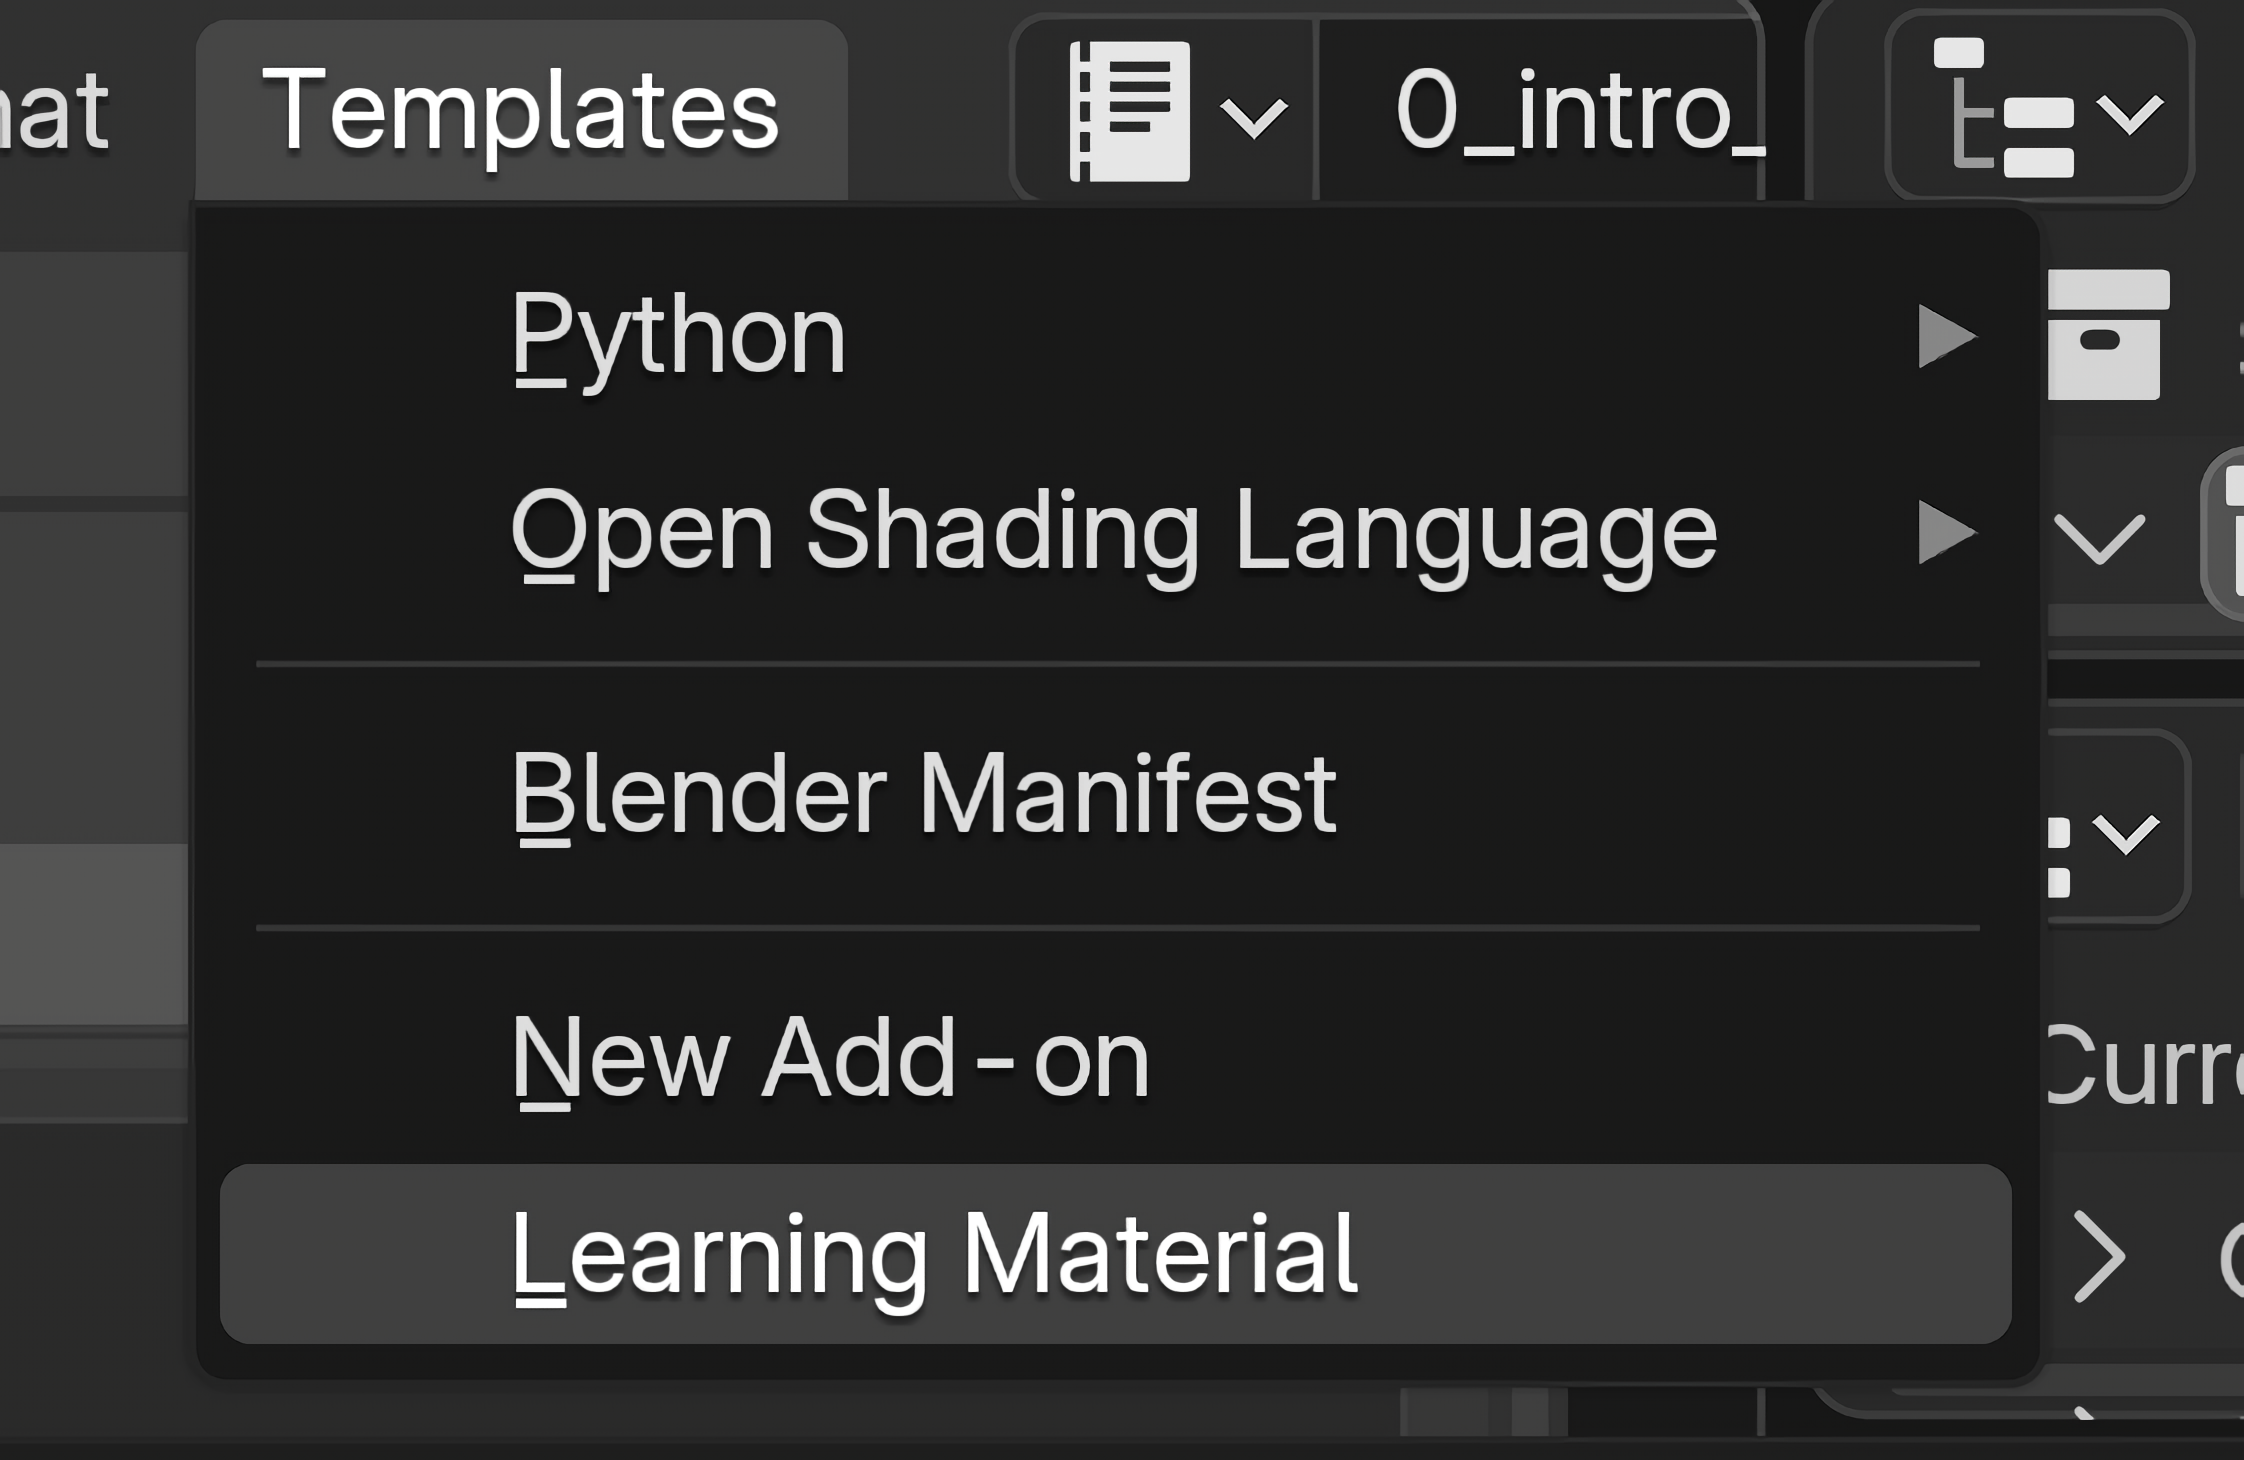 Templates
0_intro_
Python
Open Shading Language
Blender Manifest
New Add-on
Learning Material